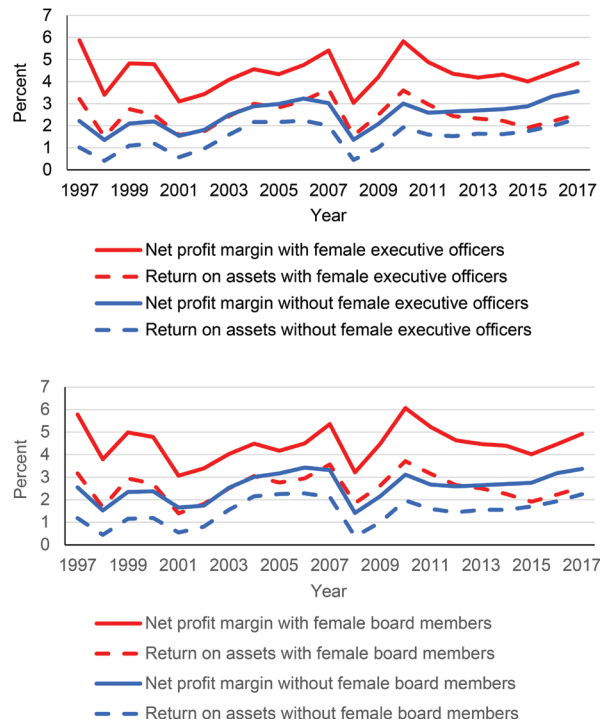 7
6
5
4
3
2
1
0
Percent
1997 1999 2001 2003 2005 2007 2009 2011 2013 2015 2017
Year
Net profit margin with female executive officers
Return on assets with female executive officers
Net profit margin without female executive officers
Return on assets without female executive officers
7
6
5
4
3
2
1
0
Percent
1997 1999 2001 2003 2005 2007 2009 2011 2013 2015 2017
Year
Net profit margin with female board members
Return on assets with female board members
Net profit margin without female board members
Return on assets without female board members